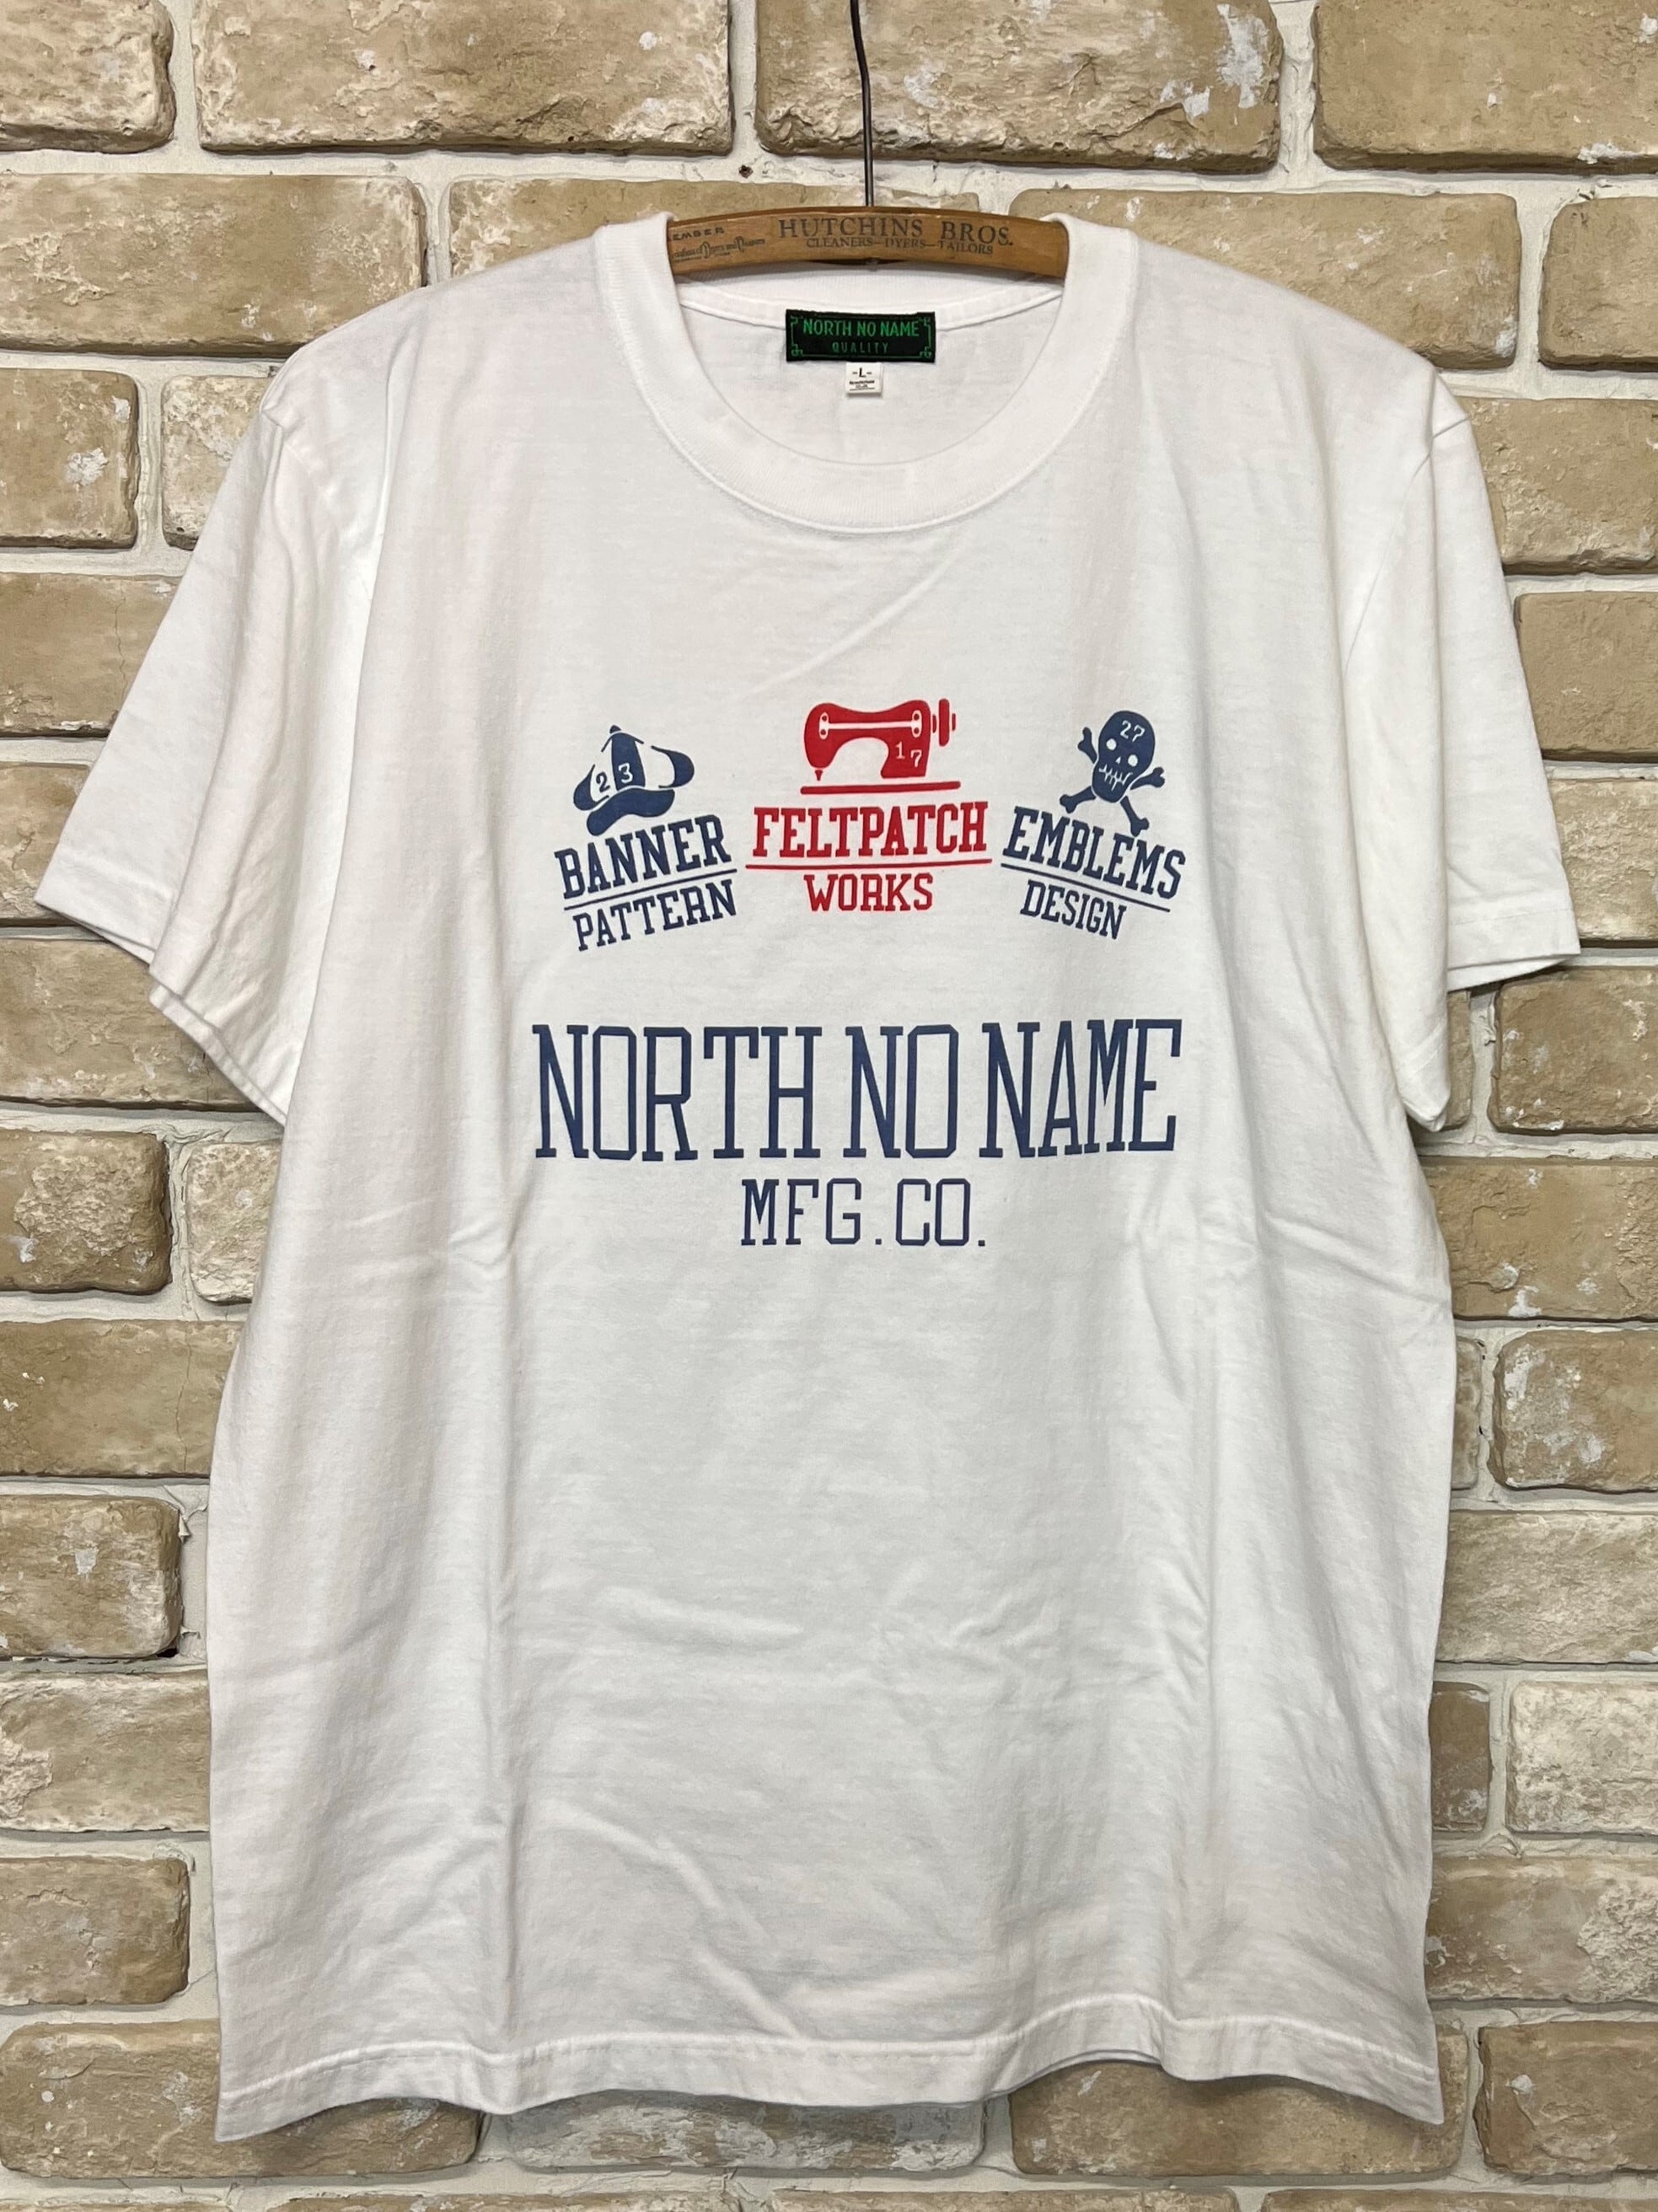 HUTCHINS BROS.
CLEANERS—DYERS—TAILORS
NORTH NO NAME
QUALITY
-L-
23
BANNER
PATTERN
17
FELTPATCH
WORKS
27
EMBLEMS
DESIGN
NORTH NO NAME
MFG.CO.